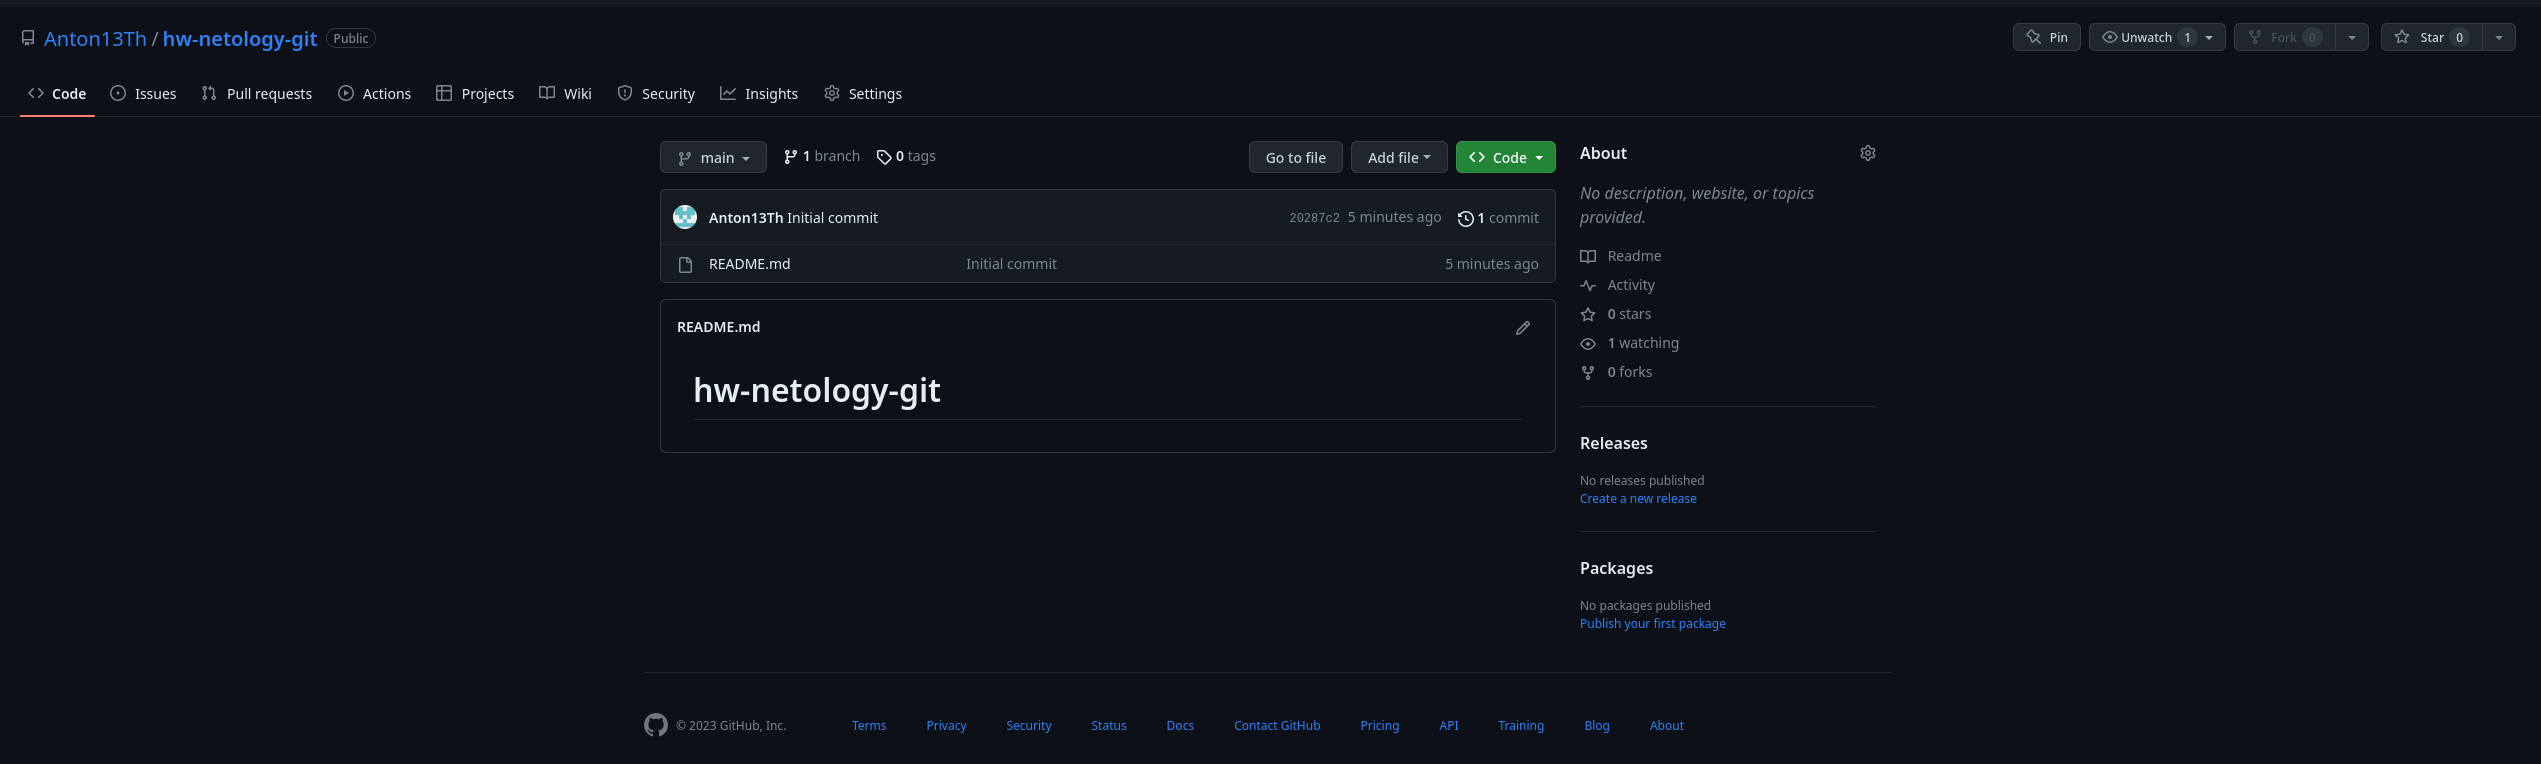 Anton13Th / hw-netology-git Public
Pin Unwatch 1 Fork 0 Star 0
Code Issues Pull requests Actions Projects Wiki Security Insights Settings
main 1 branch 0 tags Go to file Add file Code
Anton13Th Initial commit 20287c2 5 minutes ago 1 commit
README.md Initial commit 5 minutes ago
README.md
hw-netology-git
About
No description, website, or topics
provided.
Readme
Activity
0 stars
1 watching
0 forks
Releases
No releases published
Create a new release
Packages
No packages published
Publish your first package
© 2023 GitHub, Inc. Terms Privacy Security Status Docs Contact GitHub Pricing API Training Blog About